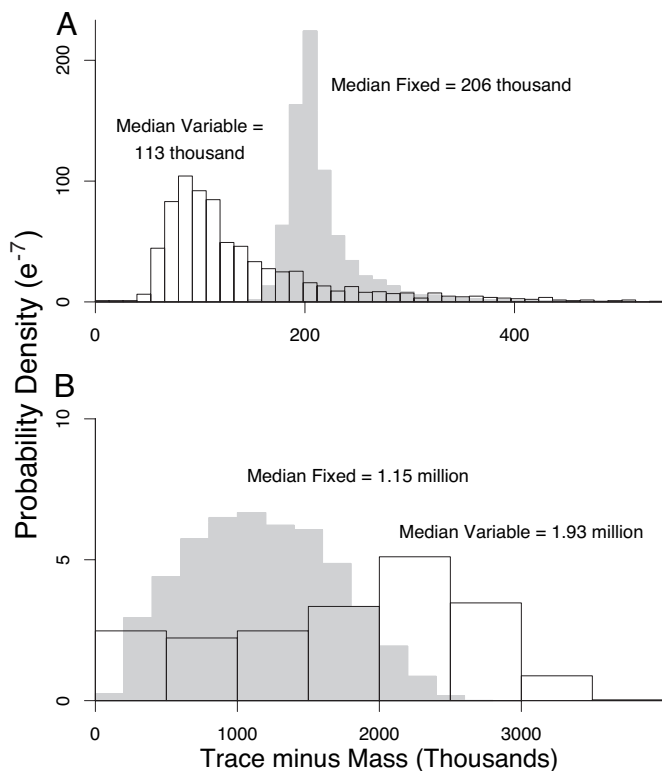 A
200
100
0
Median Fixed = 206 thousand
Median Variable =
113 thousand
0 200 400
Probability Density (e-7)
B
10
5
0
Median Fixed = 1.15 million
Median Variable = 1.93 million
0 1000 2000 3000
Trace minus Mass (Thousands)